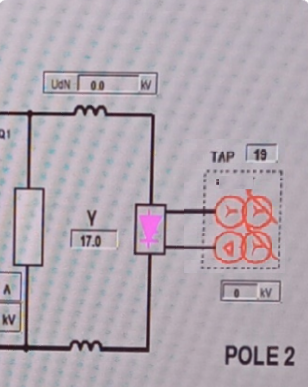 UdN 0.0 kV
Q1
TAP 19
γ
17.0
A
kV
0 kV
POLE 2